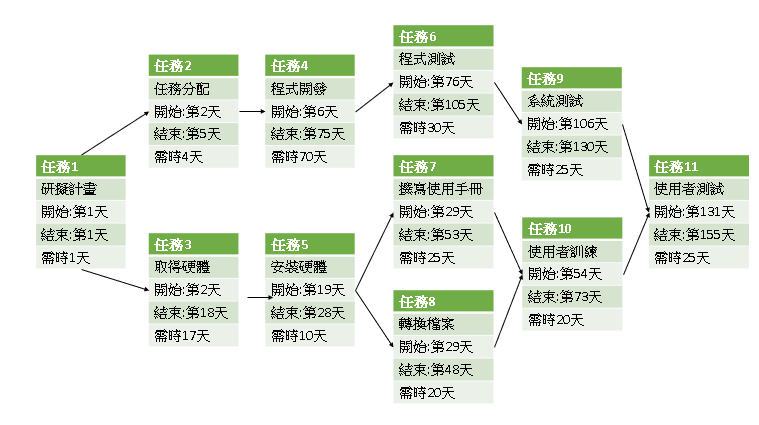 任務1
研擬計畫
開始:第1天
結束:第1天
需時1天
任務2
任務分配
開始:第2天
結束:第5天
需時4天
任務3
取得硬體
開始:第2天
結束:第18天
需時17天
任務4
程式開發
開始:第6天
結束:第75天
需時70天
任務5
安裝硬體
開始:第19天
結束:第28天
需時10天
任務6
程式測試
開始:第76天
結束:第105天
需時30天
任務7
撰寫使用手冊
開始:第29天
結束:第53天
需時25天
任務8
轉換檔案
開始:第29天
結束:第48天
需時20天
任務9
系統測試
開始:第106天
結束:第130天
需時25天
任務10
使用者訓練
開始:第54天
結束:第73天
需時20天
任務11
使用者測試
開始:第131天
結束:第155天
需時25天